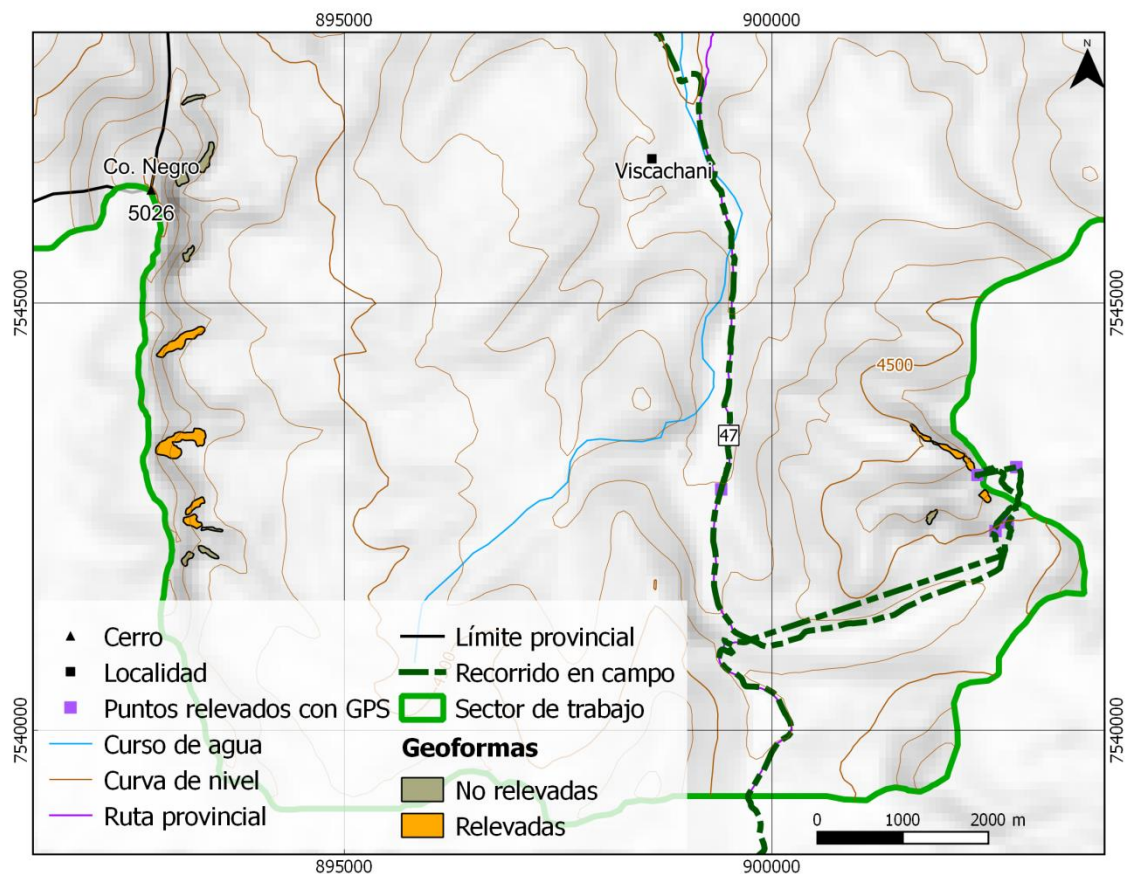 895000
900000
N
Co. Negro
5026
Viscachani
7545000
7545000
4500
47
7540000
7540000
Cerro
Localidad
Puntos relevados con GPS
Curso de agua
Curva de nivel
Ruta provincial
Límite provincial
Recorrido en campo
Sector de trabajo
Geoformas
No relevadas
Relevadas
0
1000
2000 m
895000
900000